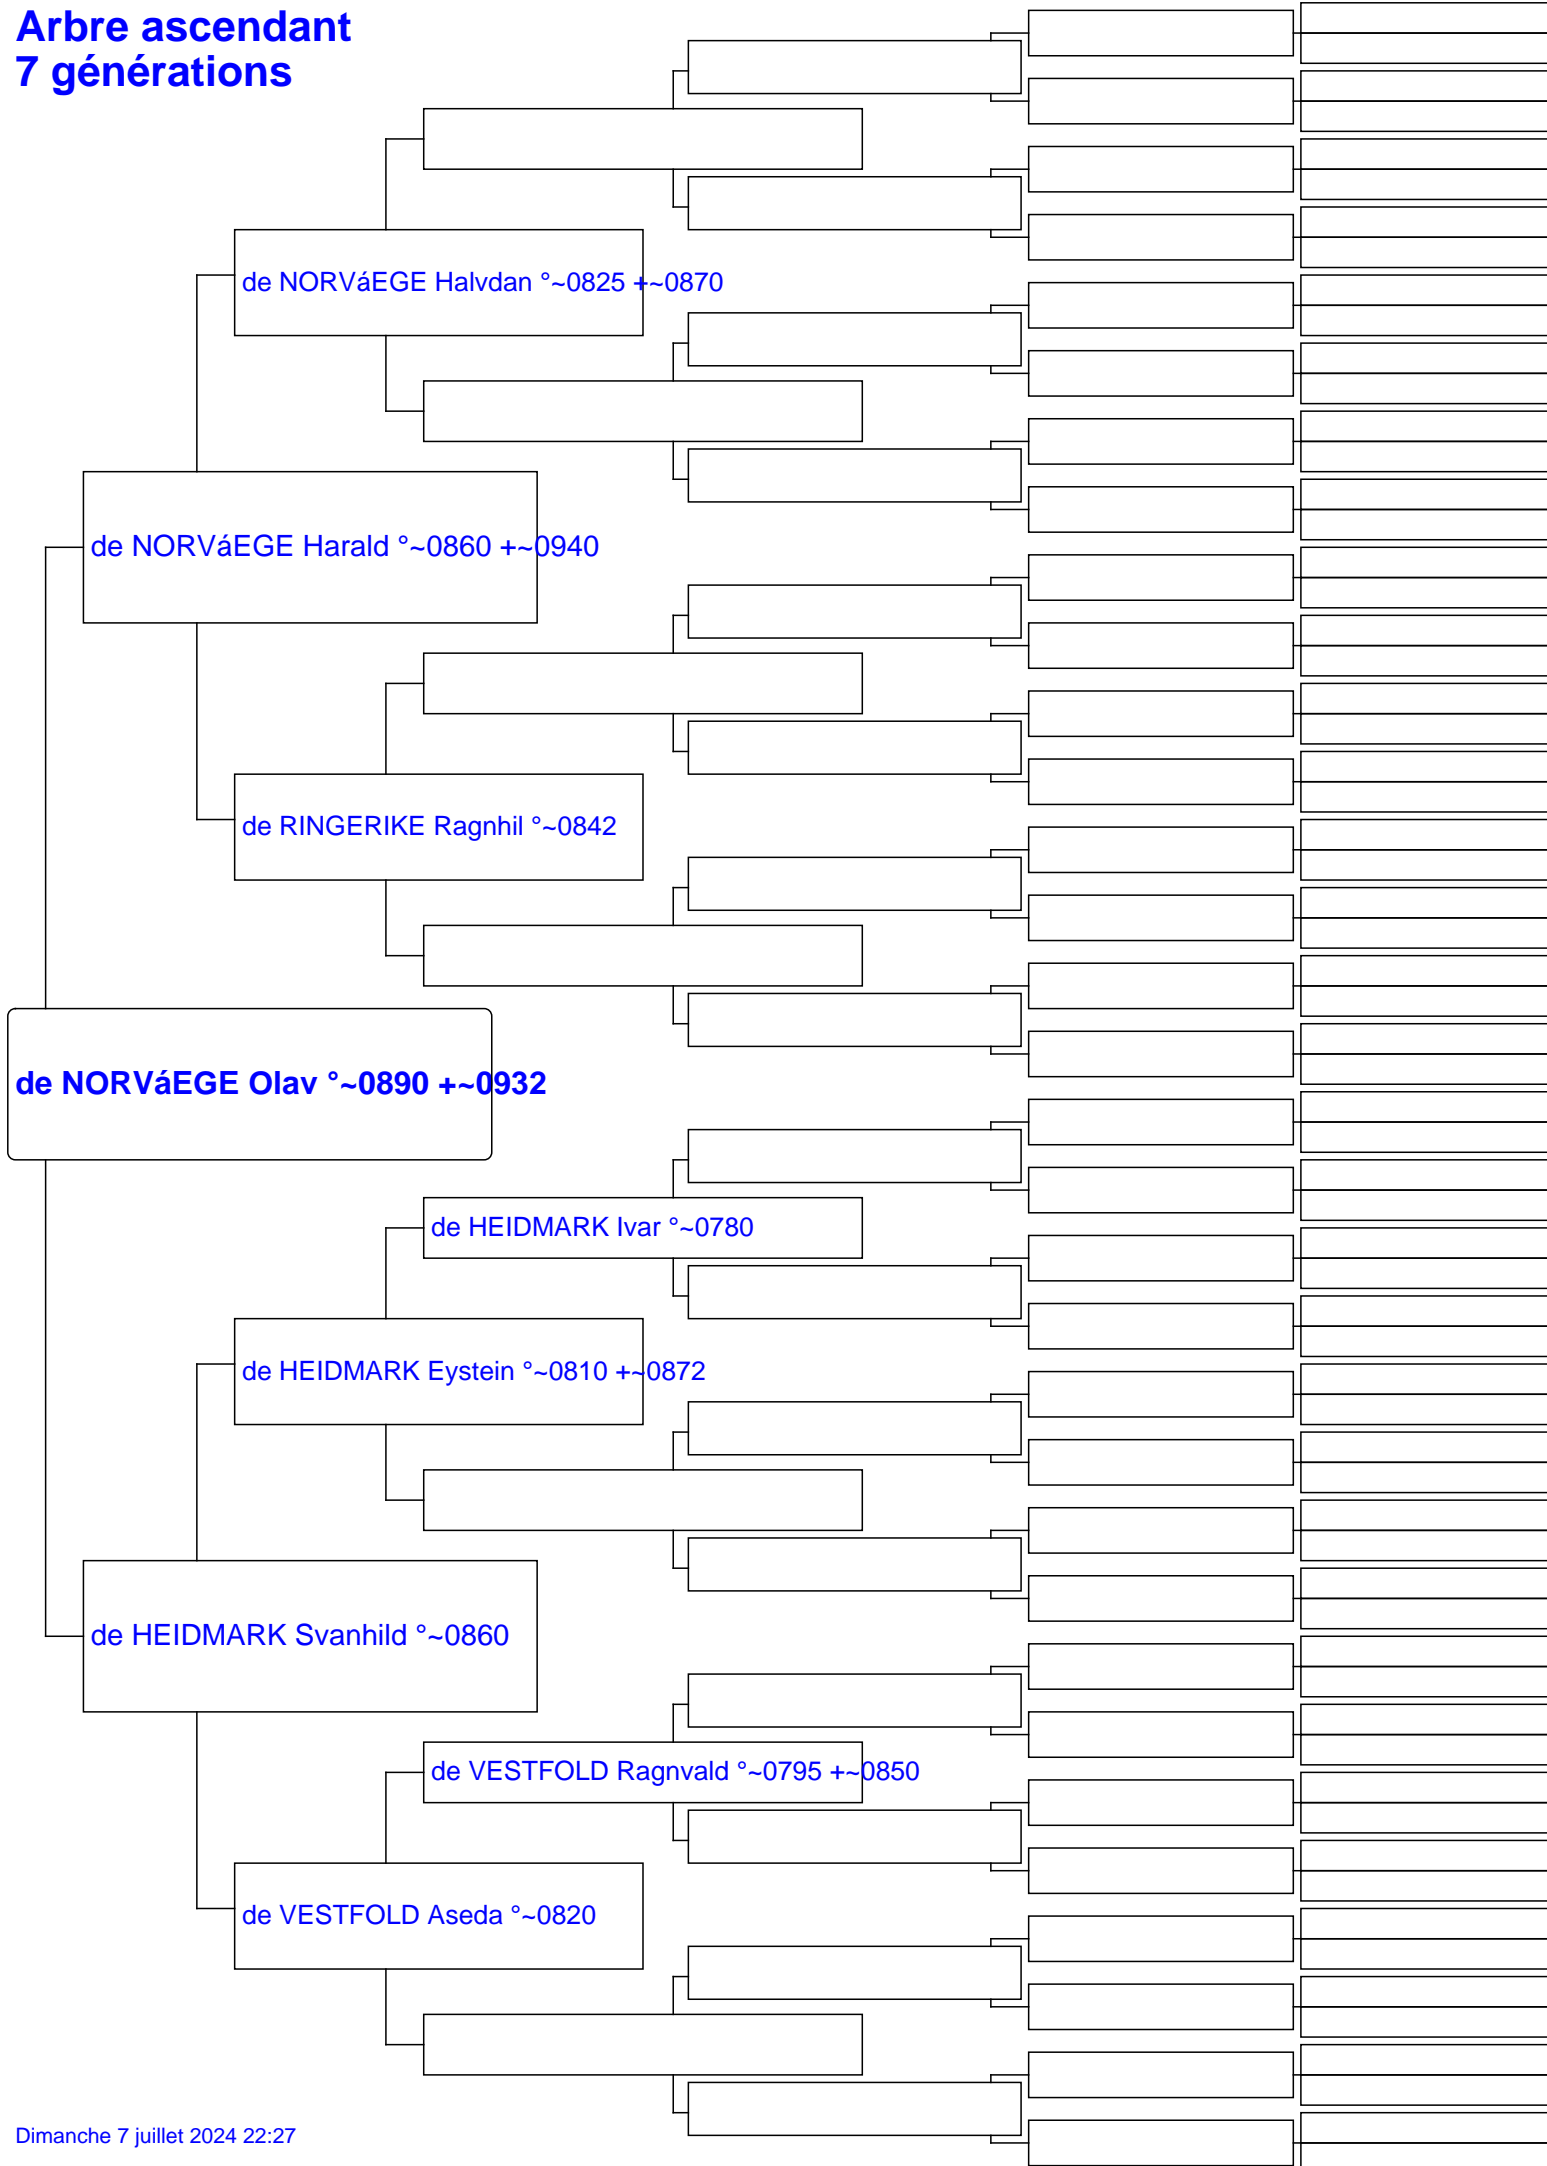 Arbre ascendant
7 générations
de NORVáEGE Halvdan °~0825 +~0870
de NORVáEGE Harald °~0860 +~0940
de RINGERIKE Ragnhil °~0842
de NORVáEGE Olav °~0890 +~0932
de HEIDMARK Ivar °~0780
de HEIDMARK Eystein °~0810 +~0872
de HEIDMARK Svanhild °~0860
de VESTFOLD Ragnvald °~0795 +~0850
de VESTFOLD Aseda °~0820
Dimanche 7 juillet 2024 22:27